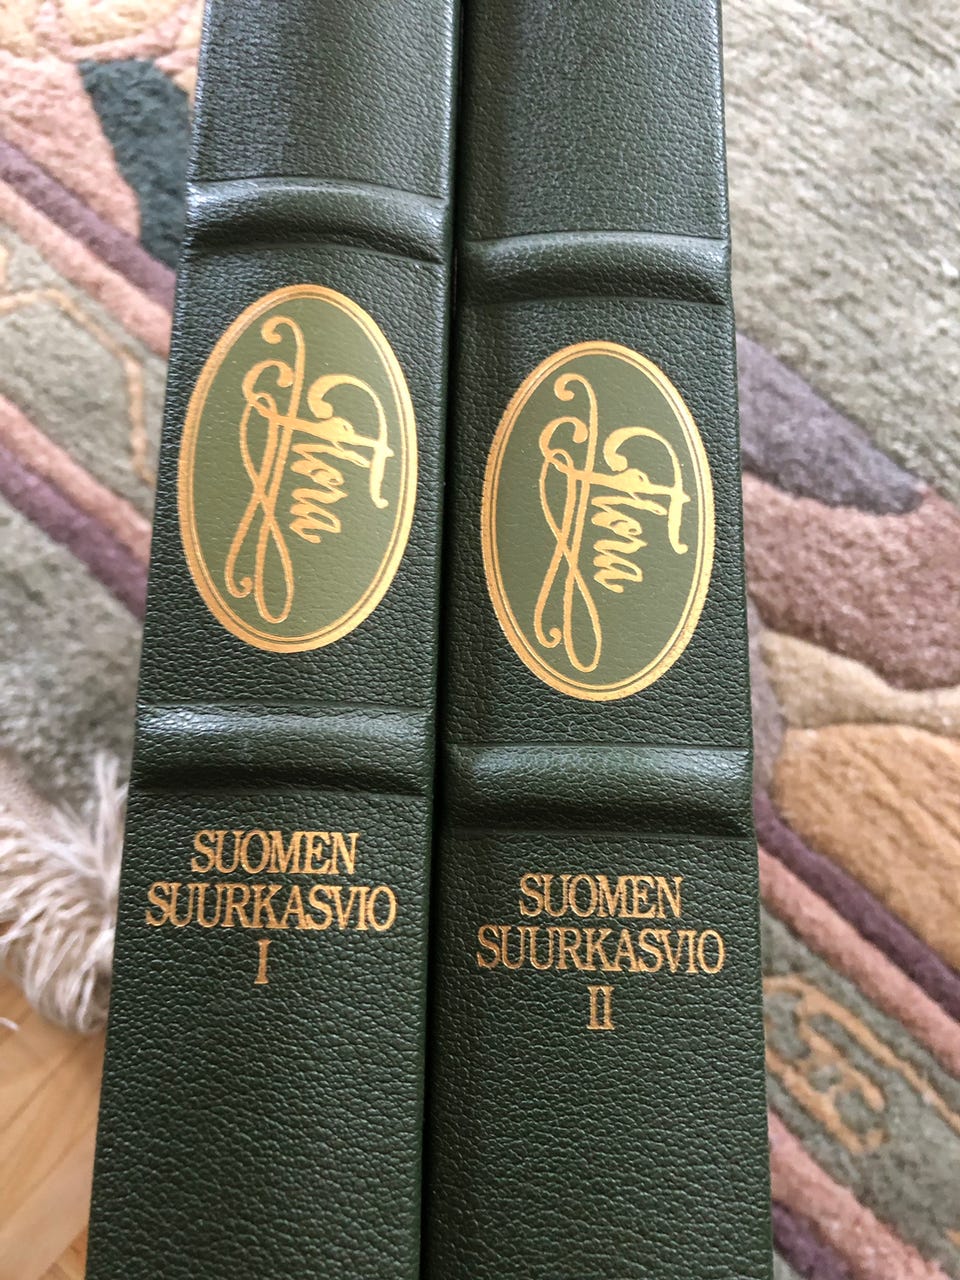 Flora
SUOMEN
SUURKASVIO
I
Flora
SUOMEN
SUURKASVIO
II